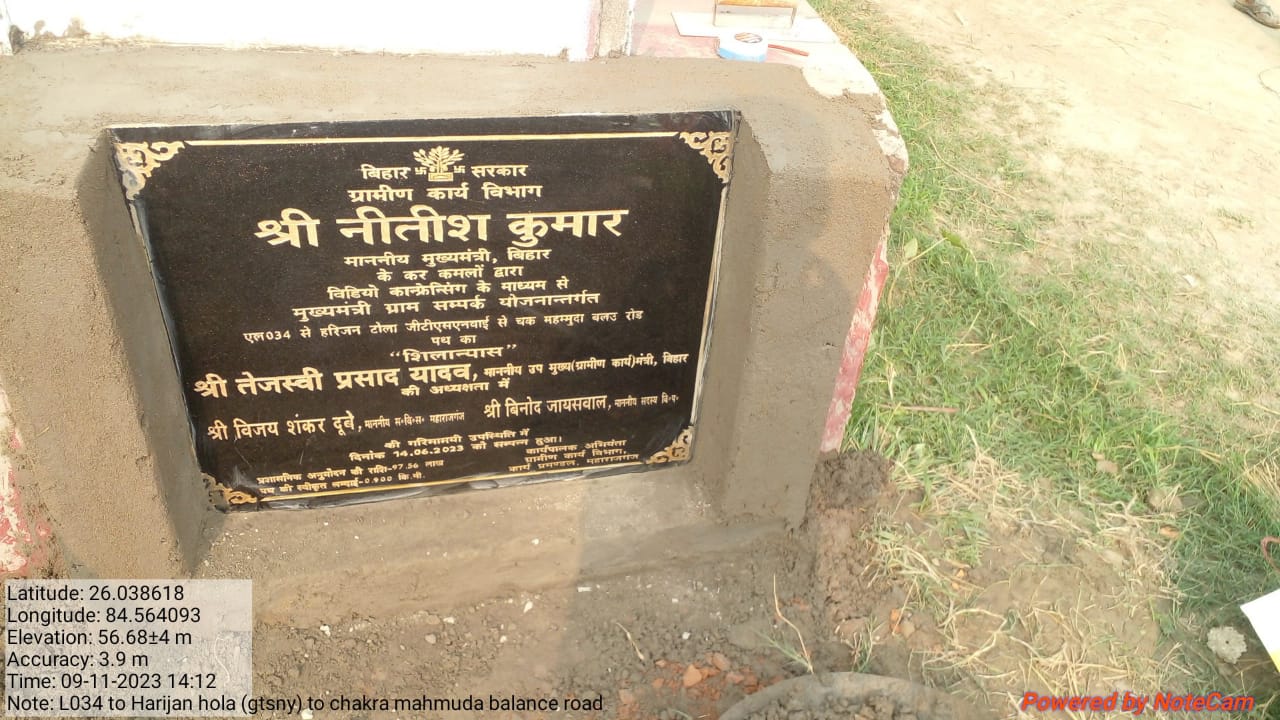 बिहार सरकार
ग्रामीण कार्य विभाग
श्री नीतीश कुमार
माननीय मुख्यमंत्री, बिहार
के कर कमलों द्वारा
विडियो कान्फ्रेन्सिंग के माध्यम से
मुख्यमंत्री ग्राम सम्पर्क योजनान्तर्गत
एल034 से हरिजन टोला जीटीएसएनवाई से चक महम्मुदा बलउ रोड
पथ का
"शिलान्यास"
श्री तेजस्वी प्रसाद यादव, माननीय उप मुख्य(ग्रामीण कार्य)मंत्री, बिहार
की अध्यक्षता में
श्री विजय शंकर दूबे, माननीय स०वि०स० महाराजगंज श्री बिनोद जायसवाल, माननीय सदस्य वि०प०
की गरिमामयी उपस्थिति में
दिनांक 14.06.2023 को सम्पन्न हुआ।
कार्यपालक अभियंता
ग्रामीण कार्य विभाग,
कार्य प्रमण्डल, महाराजगंज
प्रशासनिक अनुमोदन की राशि-97.56 लाख
पथ की स्वीकृत लम्बाई-0.900 कि.मी.
Latitude: 26.038618
Longitude: 84.564093
Elevation: 56.68±4 m
Accuracy: 3.9 m
Time: 09-11-2023 14:12
Note: L034 to Harijan hola (gtsny) to chakra mahmuda balance road
Powered by NoteCam